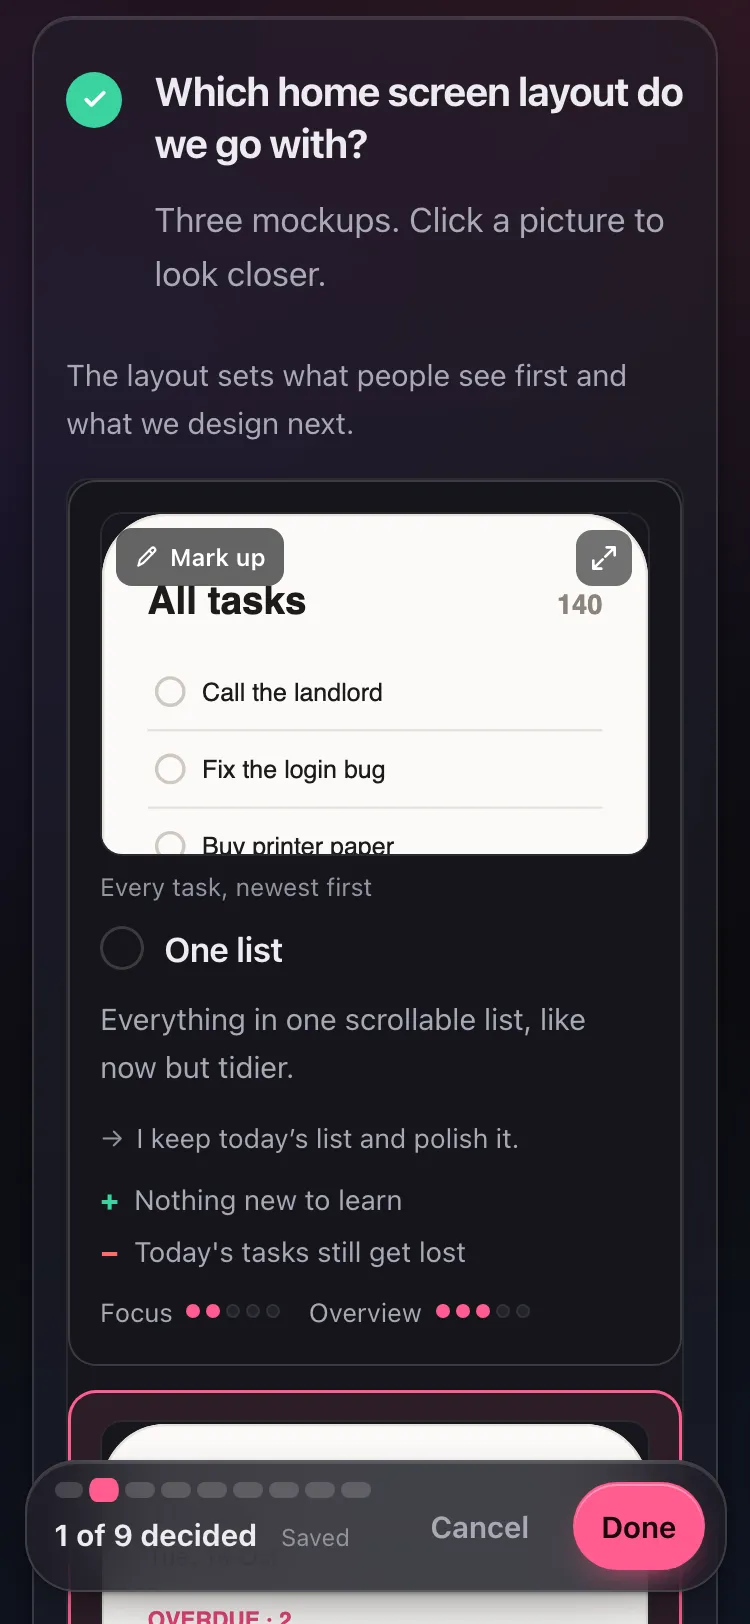 Which home screen layout do
we go with?
Three mockups. Click a picture to
look closer.
The layout sets what people see first and
what we design next.
Mark up
All tasks
140
Call the landlord
Fix the login bug
Buy printer paper
Every task, newest first
One list
Everything in one scrollable list, like
now but tidier.
→ I keep today’s list and polish it.
+ Nothing new to learn
− Today's tasks still get lost
Focus Overview
1 of 9 decided Saved
Cancel
Done
OVERDUE · 2